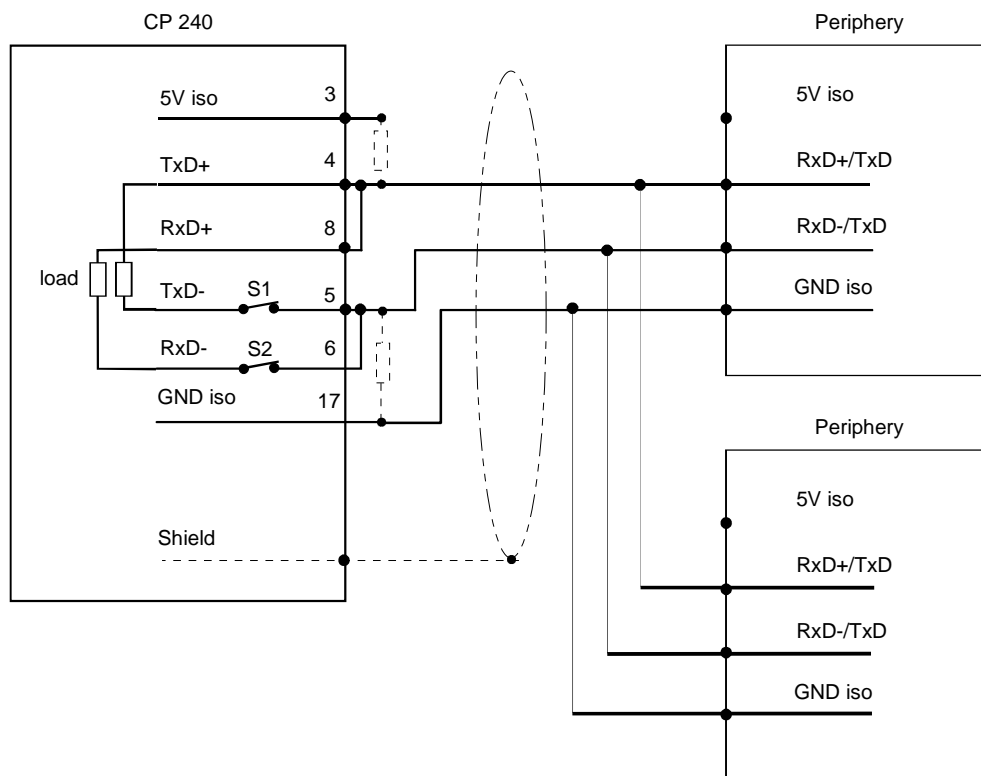 CP 240
Periphery
5V iso
3
TxD+
4
RxD+
8
load
TxD-
S1
5
RxD-
S2
6
GND iso
17
Shield
5V iso
RxD+/TxD
RxD-/TxD
GND iso
Periphery
5V iso
RxD+/TxD
RxD-/TxD
GND iso